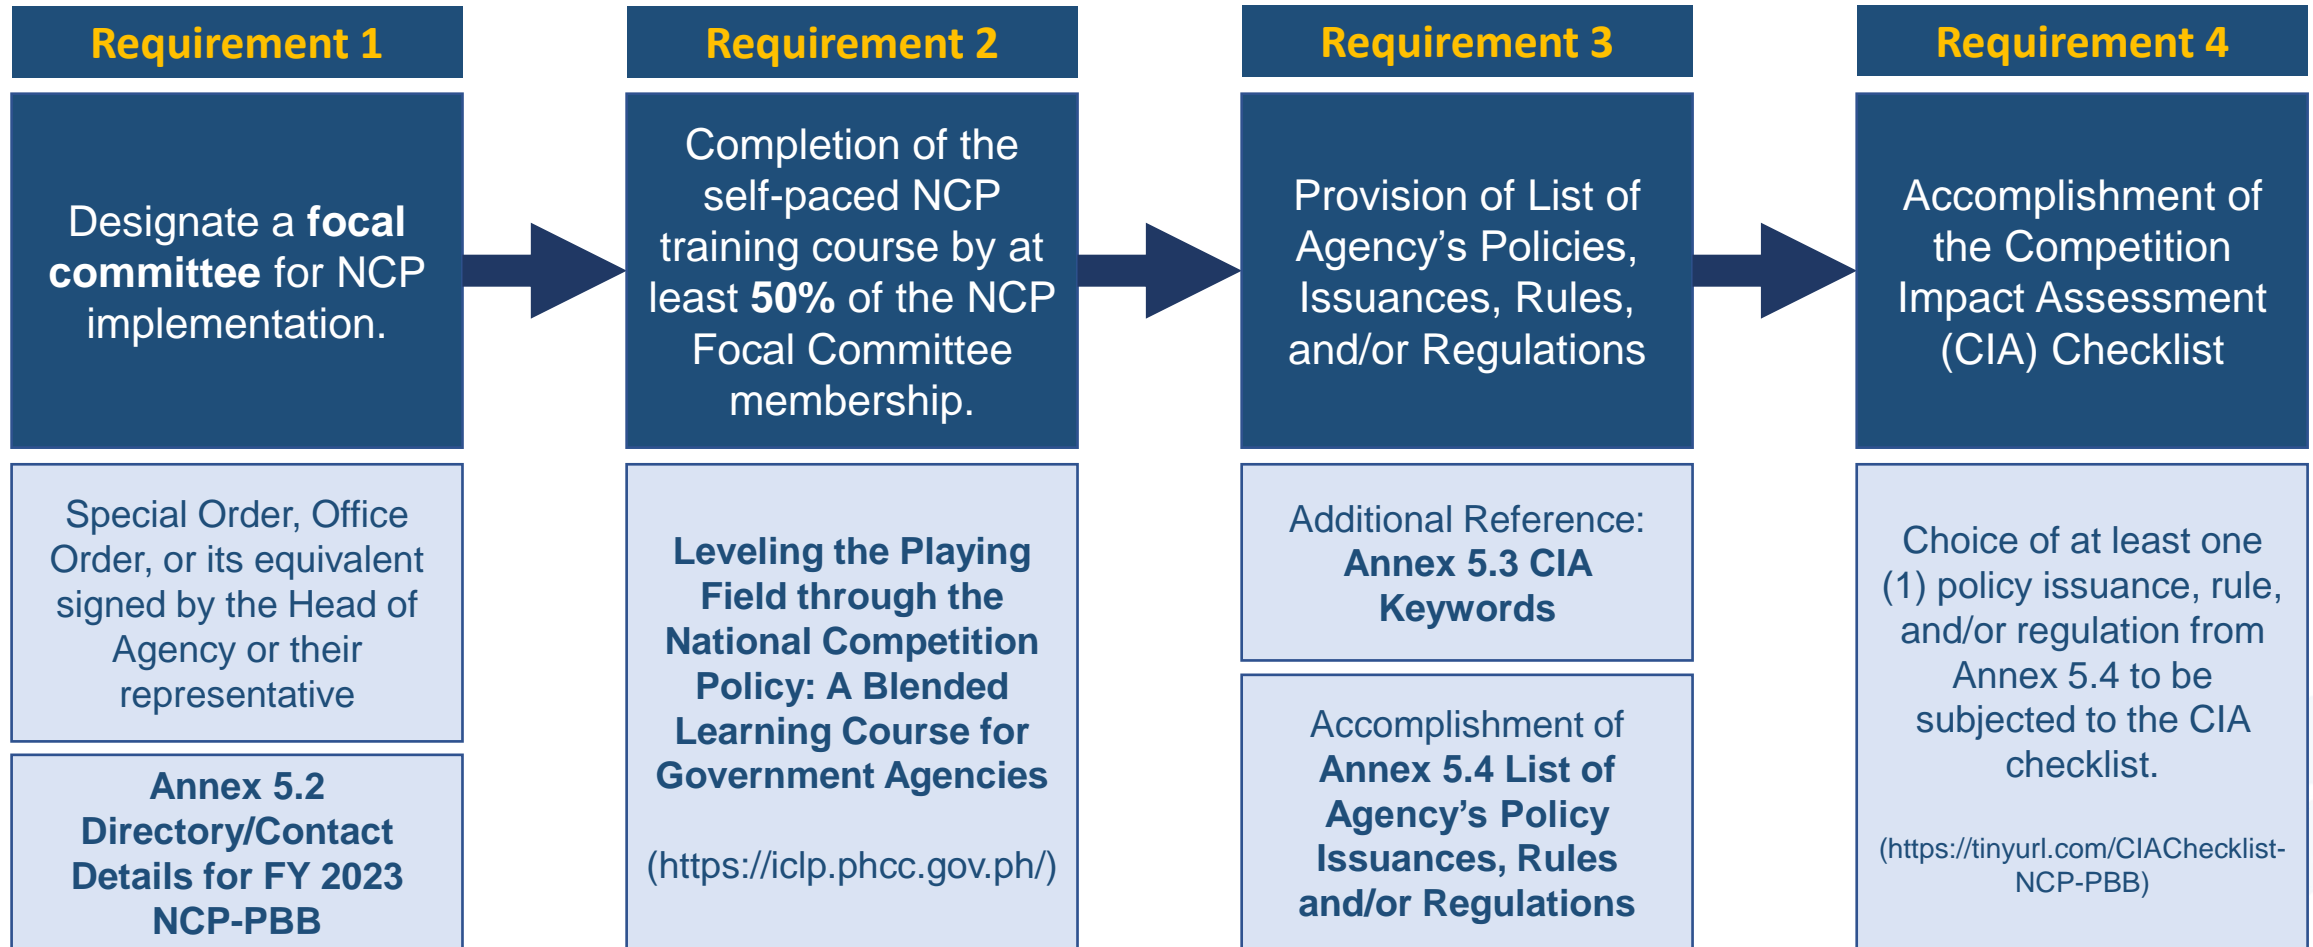 Requirement 1
Designate a focal
committee for NCP
implementation.
Special Order, Office
Order, or its equivalent
signed by the Head of
Agency or their
representative
Annex 5.2
Directory/Contact
Details for FY 2023
NCP-PBB
Requirement 2
Completion of the
self-paced NCP
training course by at
least 50% of the NCP
Focal Committee
membership.
Leveling the Playing
Field through the
National Competition
Policy: A Blended
Learning Course for
Government Agencies
(https://iclp.phcc.gov.ph/)
Requirement 3
Provision of List of
Agency’s Policies,
Issuances, Rules,
and/or Regulations
Additional Reference:
Annex 5.3 CIA
Keywords
Accomplishment of
Annex 5.4 List of
Agency’s Policy
Issuances, Rules
and/or Regulations
Requirement 4
Accomplishment of
the Competition
Impact Assessment
(CIA) Checklist
Choice of at least one
(1) policy issuance, rule,
and/or regulation from
Annex 5.4 to be
subjected to the CIA
checklist.
(https://tinyurl.com/CIAChecklist-
NCP-PBB)